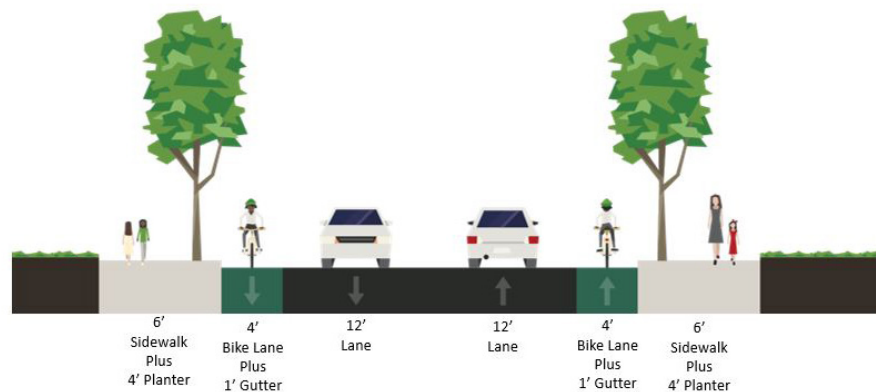 6’
Sidewalk
Plus
4’ Planter
4’
Bike Lane
Plus
1’ Gutter
12’
Lane
12’
Lane
4’
Bike Lane
Plus
1’ Gutter
6’
Sidewalk
Plus
4’ Planter